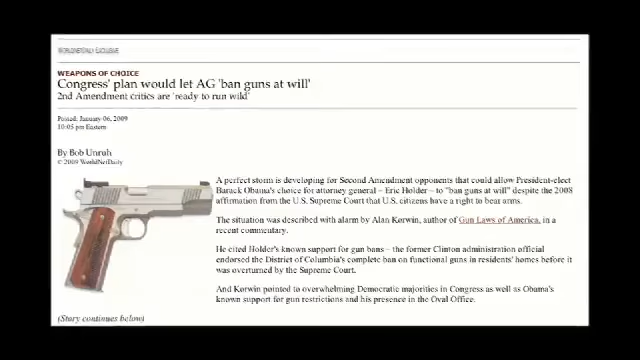 WORLDNETDAILY EXCLUSIVE
WEAPONS OF CHOICE
Congress' plan would let AG 'ban guns at will'
2nd Amendment critics are 'ready to run wild'
Posted: January 06, 2009
10:05 pm Eastern
By Bob Unruh
© 2009 WorldNetDaily
A perfect storm is developing for Second Amendment opponents that could allow President-elect
Barack Obama's choice for attorney general – Eric Holder – to "ban guns at will" despite the 2008
affirmation from the U.S. Supreme Court that U.S. citizens have a right to bear arms.
The situation was described with alarm by Alan Korwin, author of Gun Laws of America, in a
recent commentary.
He cited Holder's known support for gun bans – the former Clinton administration official
endorsed the District of Columbia's complete ban on functional guns in residents' homes before it
was overturned by the Supreme Court.
And Korwin pointed to overwhelming Democratic majorities in Congress as well as Obama's
known support for gun restrictions and his presence in the Oval Office.
(Story continues below)